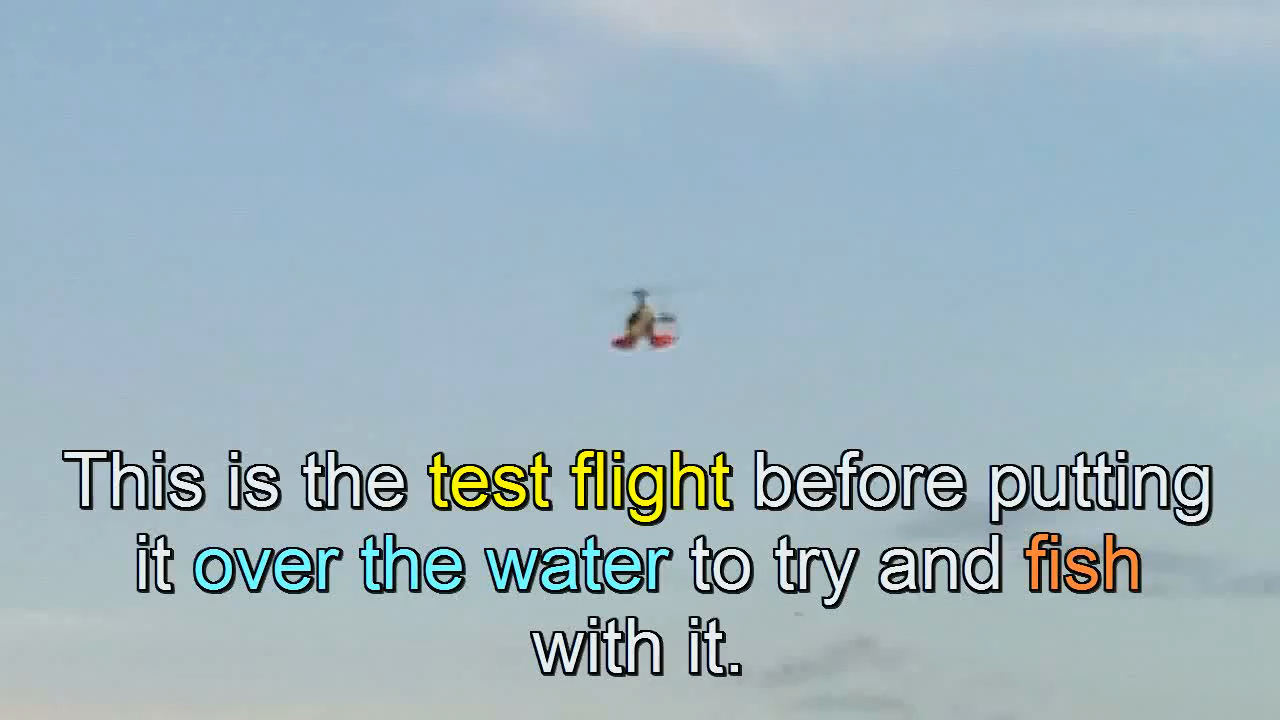 This is the test flight before putting
it over the water to try and fish
with it.